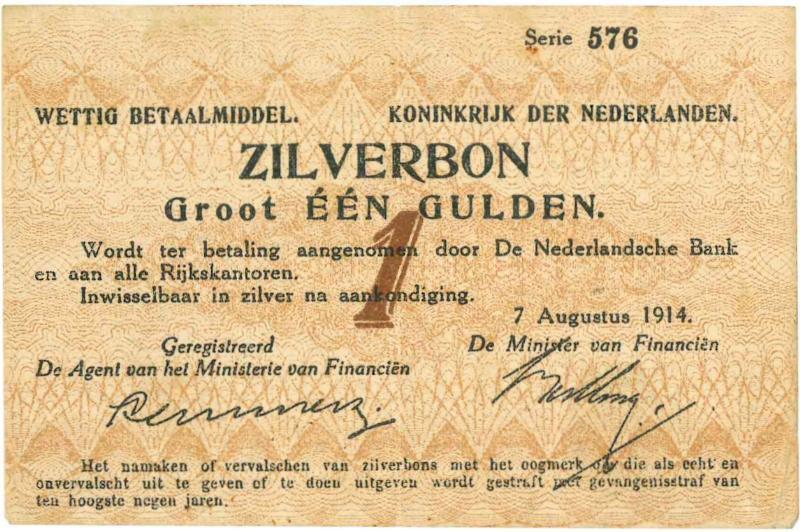 Serie 576
WETTIG BETAALMIDDEL. KONINKRIJK DER NEDERLANDEN.
ZILVERBON
Groot ÉÉN GULDEN.
1
Wordt ter betaling aangenomen door De Nederlandsche Bank
en aan alle Rijkskantoren.
Inwisselbaar in zilver na aankondiging.
7 Augustus 1914.
Geregistreerd De Minister van Financiën
De Agent van het Ministerie van Financiën
Het namaken of vervalschen van zilverbons met het oogmerk om die als echt en
onvervalscht uit te geven of te doen uitgeven wordt gestraft met gevangenisstraf van
ten hoogste negen jaren.